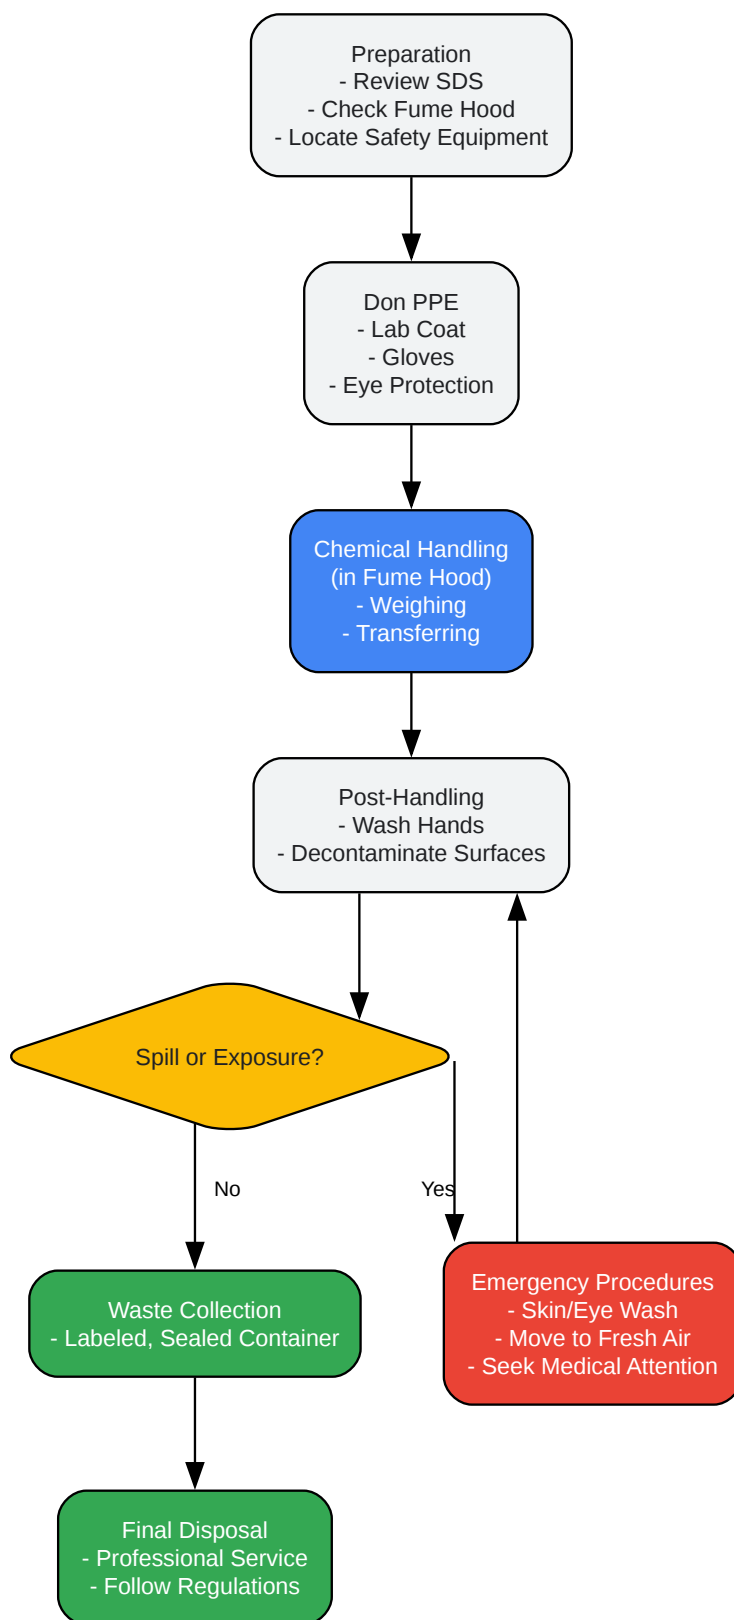 Preparation
- Review SDS
- Check Fume Hood
- Locate Safety Equipment
Don PPE
- Lab Coat
- Gloves
- Eye Protection
Chemical Handling
(in Fume Hood)
- Weighing
- Transferring
Post-Handling
- Wash Hands
- Decontaminate Surfaces
Spill or Exposure?
No
Yes
Waste Collection
- Labeled, Sealed Container
Emergency Procedures
- Skin/Eye Wash
- Move to Fresh Air
- Seek Medical Attention
Final Disposal
- Professional Service
- Follow Regulations